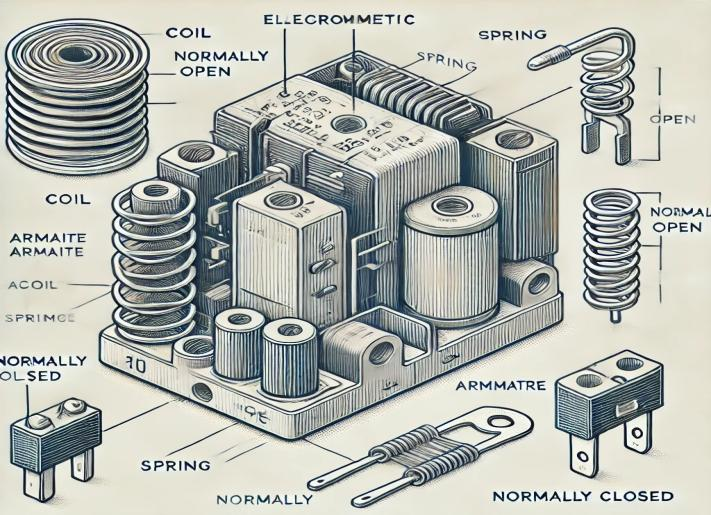 COIL
NORMALLY
OPEN
ELLECROMMETIC
SPRING
SPRING
OPEN
COIL
ARMAITE
ARMAITE
ACOIL
SPRIMCE
NORMAL
OPEN
NORMALLY
OLSED
ARMMATRE
SPRING
NORMALLY
NORMALLY CLOSED